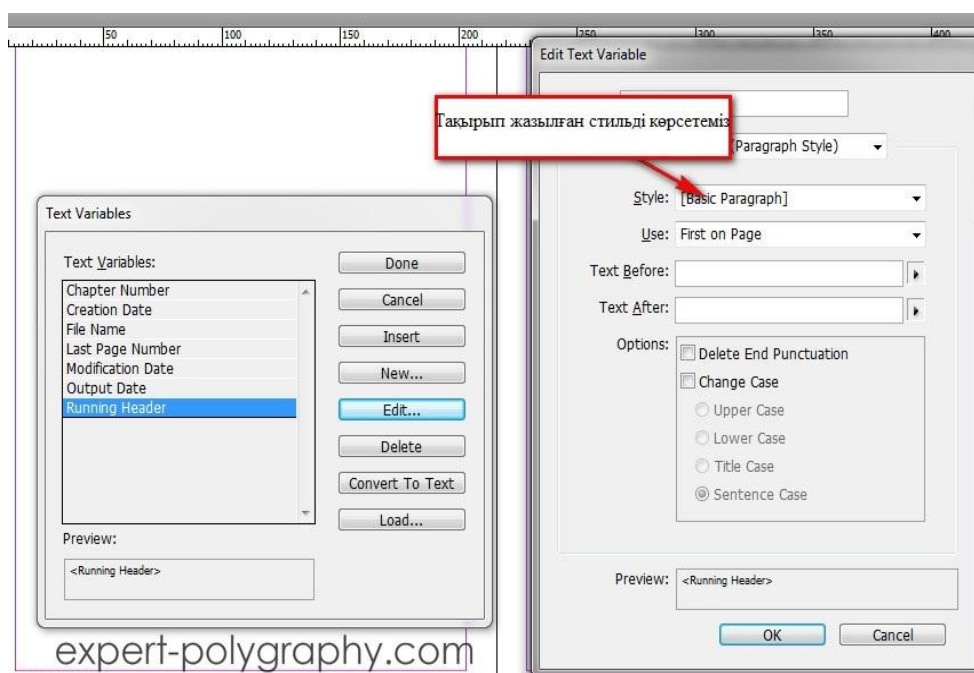 50 100 150 200 250 300 350 400
Edit Text Variable
Тақырып жазылған стильді көрсетеміз
(Paragraph Style)
Style: [Basic Paragraph]
Use: First on Page
Text Before:
Text After:
Options:
Delete End Punctuation
Change Case
Upper Case
Lower Case
Title Case
Sentence Case
Preview: <Running Header>
OK Cancel
Text Variables
Text Variables:
Chapter Number
Creation Date
File Name
Last Page Number
Modification Date
Output Date
Running Header
Done
Cancel
Insert
New...
Edit...
Delete
Convert To Text
Load...
Preview:
<Running Header>
expert-polygraphy.com